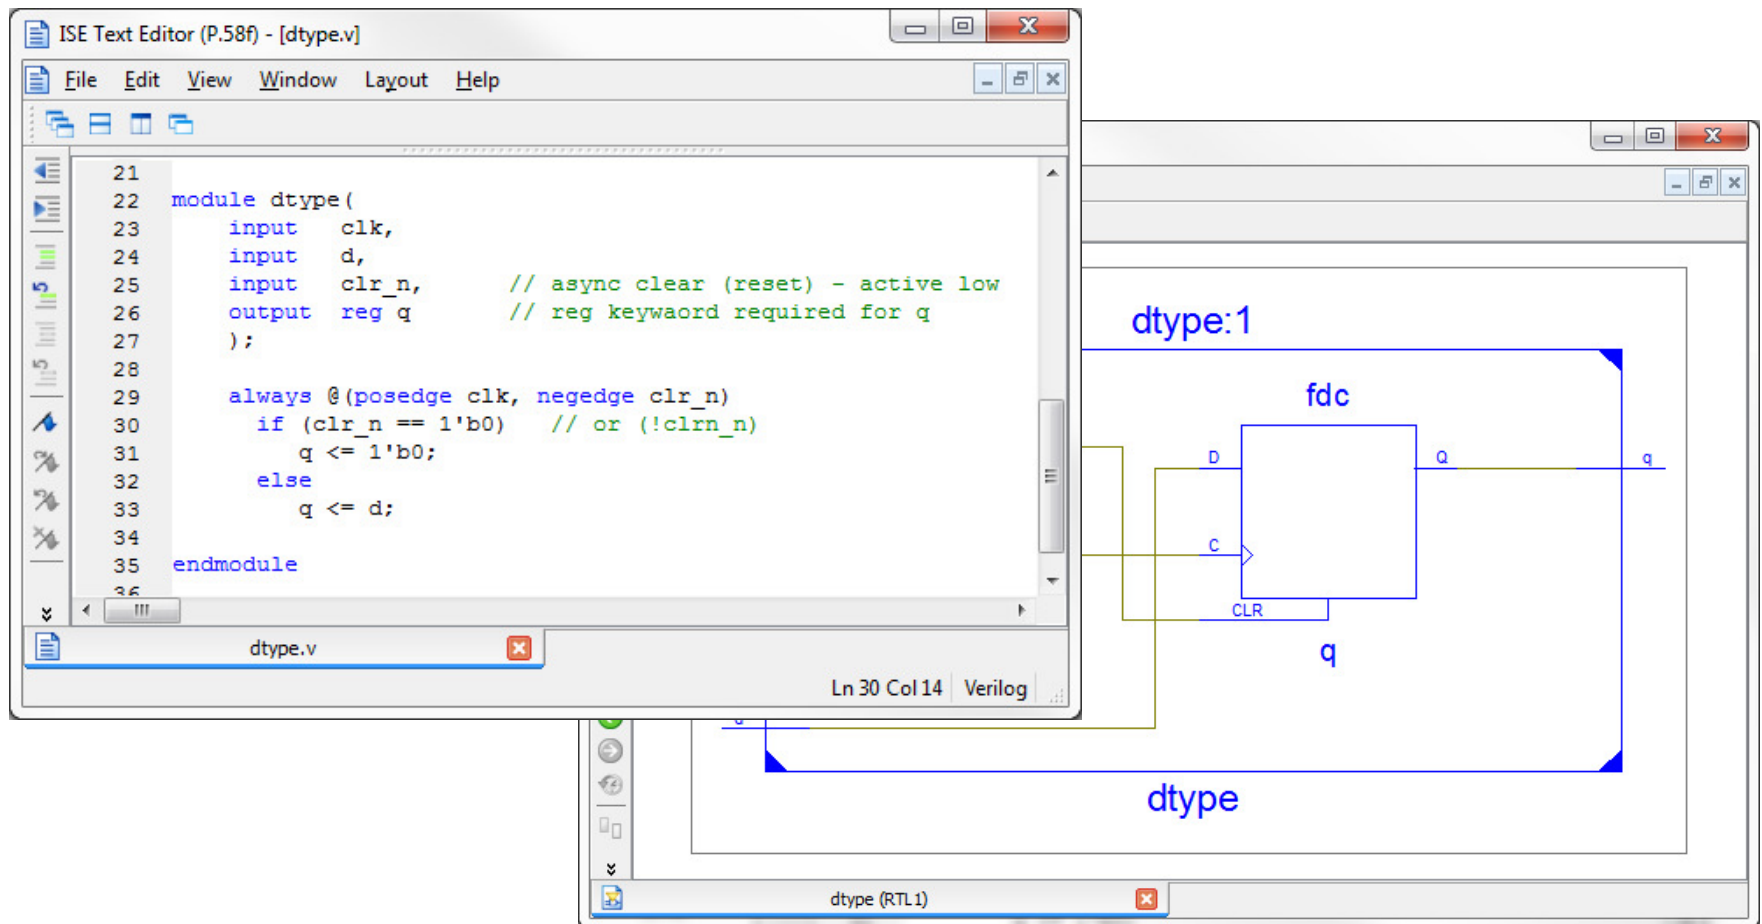 ISE Text Editor (P.58f) - [dtype.v]
File Edit View Window Layout Help
21
22 module dtype(
23 input clk,
24 input d,
25 input clr_n, // async clear (reset) - active low
26 output reg q // reg keywaord required for q
27 );
28
29 always @(posedge clk, negedge clr_n)
30 if (clr_n == 1'b0) // or (!clrn_n)
31 q <= 1'b0;
32 else
33 q <= d;
34
35 endmodule
36
dtype.v
Ln 30 Col 14 Verilog
dtype:1
fdc
D
Q
q
C
CLR
q
dtype
dtype (RTL1)